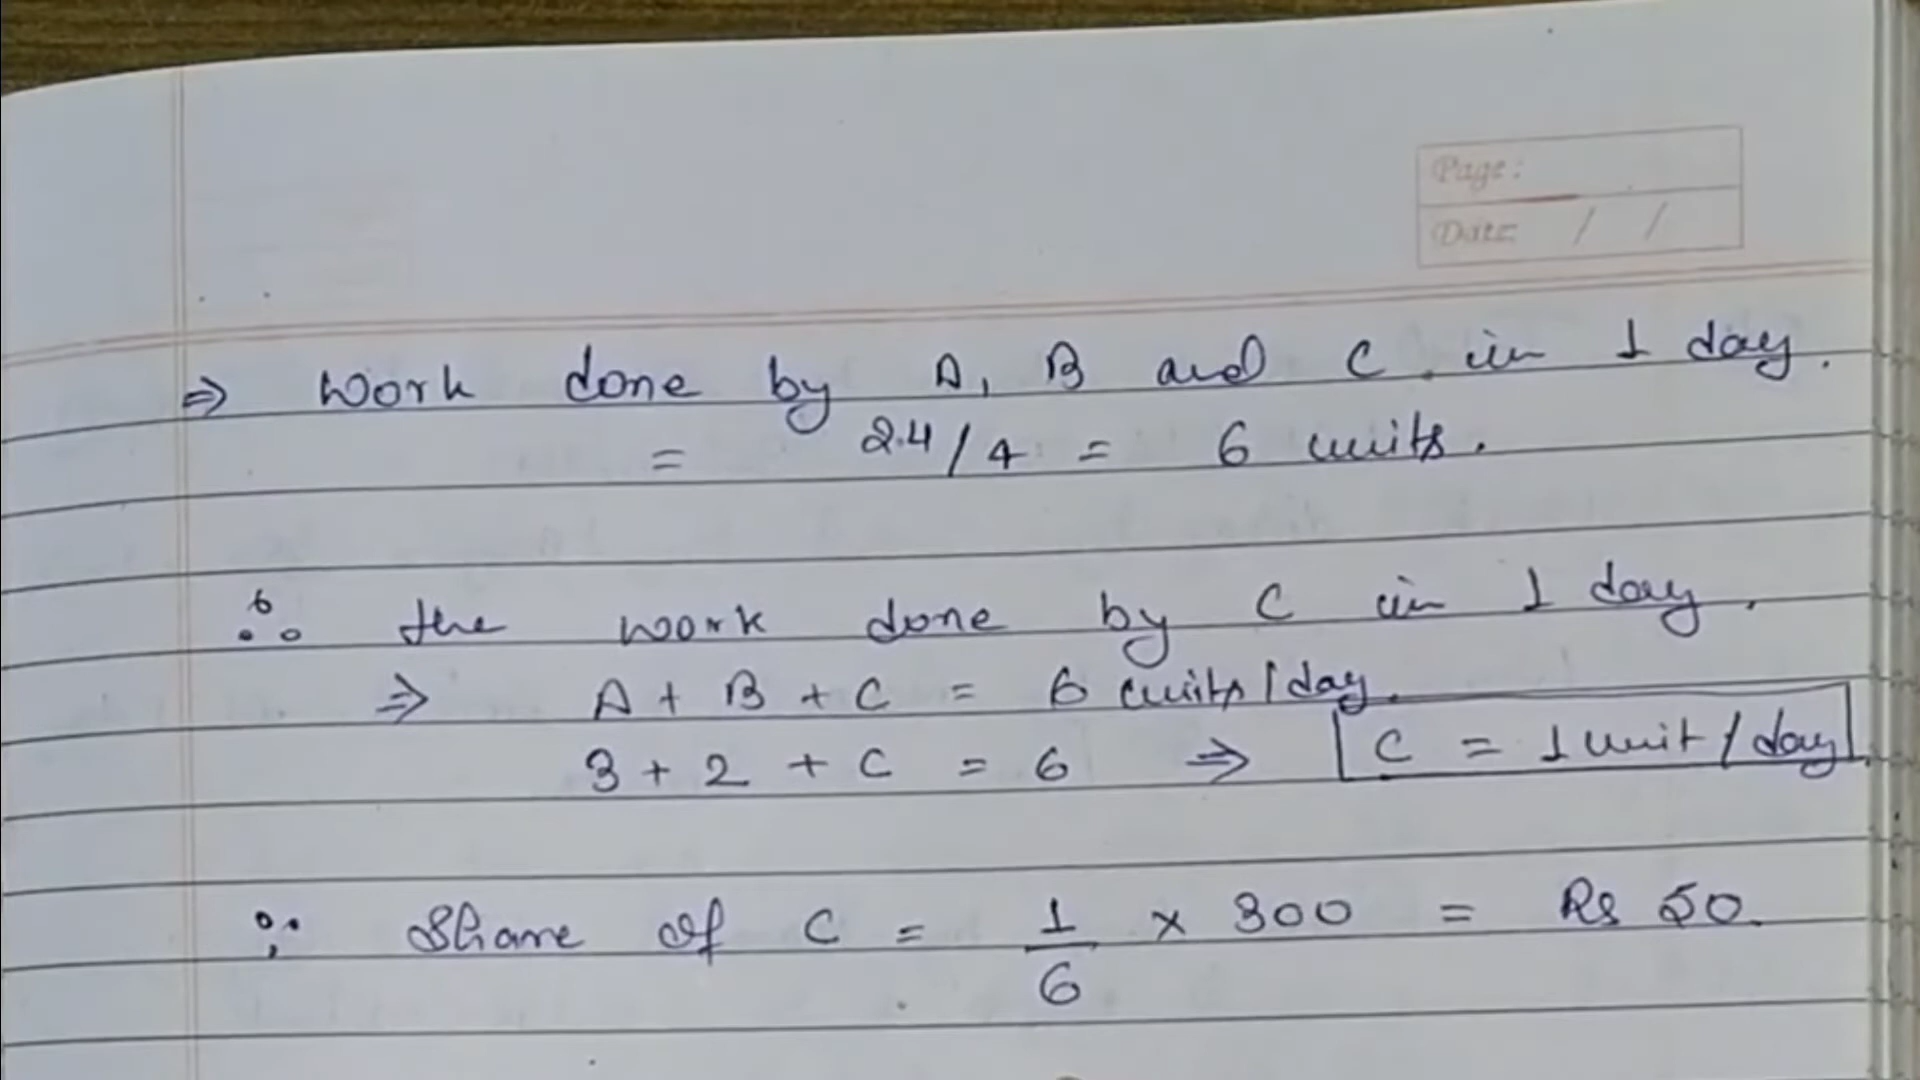 Page:
Date: / /
⇒ Work done by A, B and C in 1 day.
= 24/4 = 6 units.
∴ the work done by C in 1 day.
⇒ A + B + C = 6 units/day.
3 + 2 + C = 6 ⇒ C = 1 unit/day.
∴ Share of C = 1/6 × 300 = Rs 50.